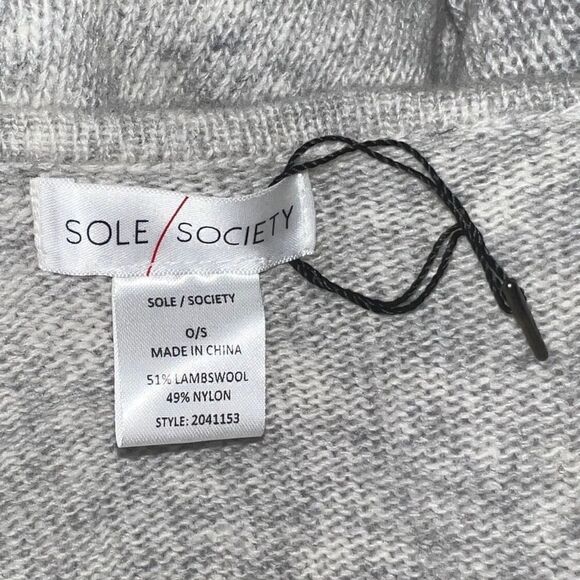 SOLE / SOCIETY
SOLE / SOCIETY
O/S
MADE IN CHINA
51% LAMBSWOOL
49% NYLON
STYLE: 2041153